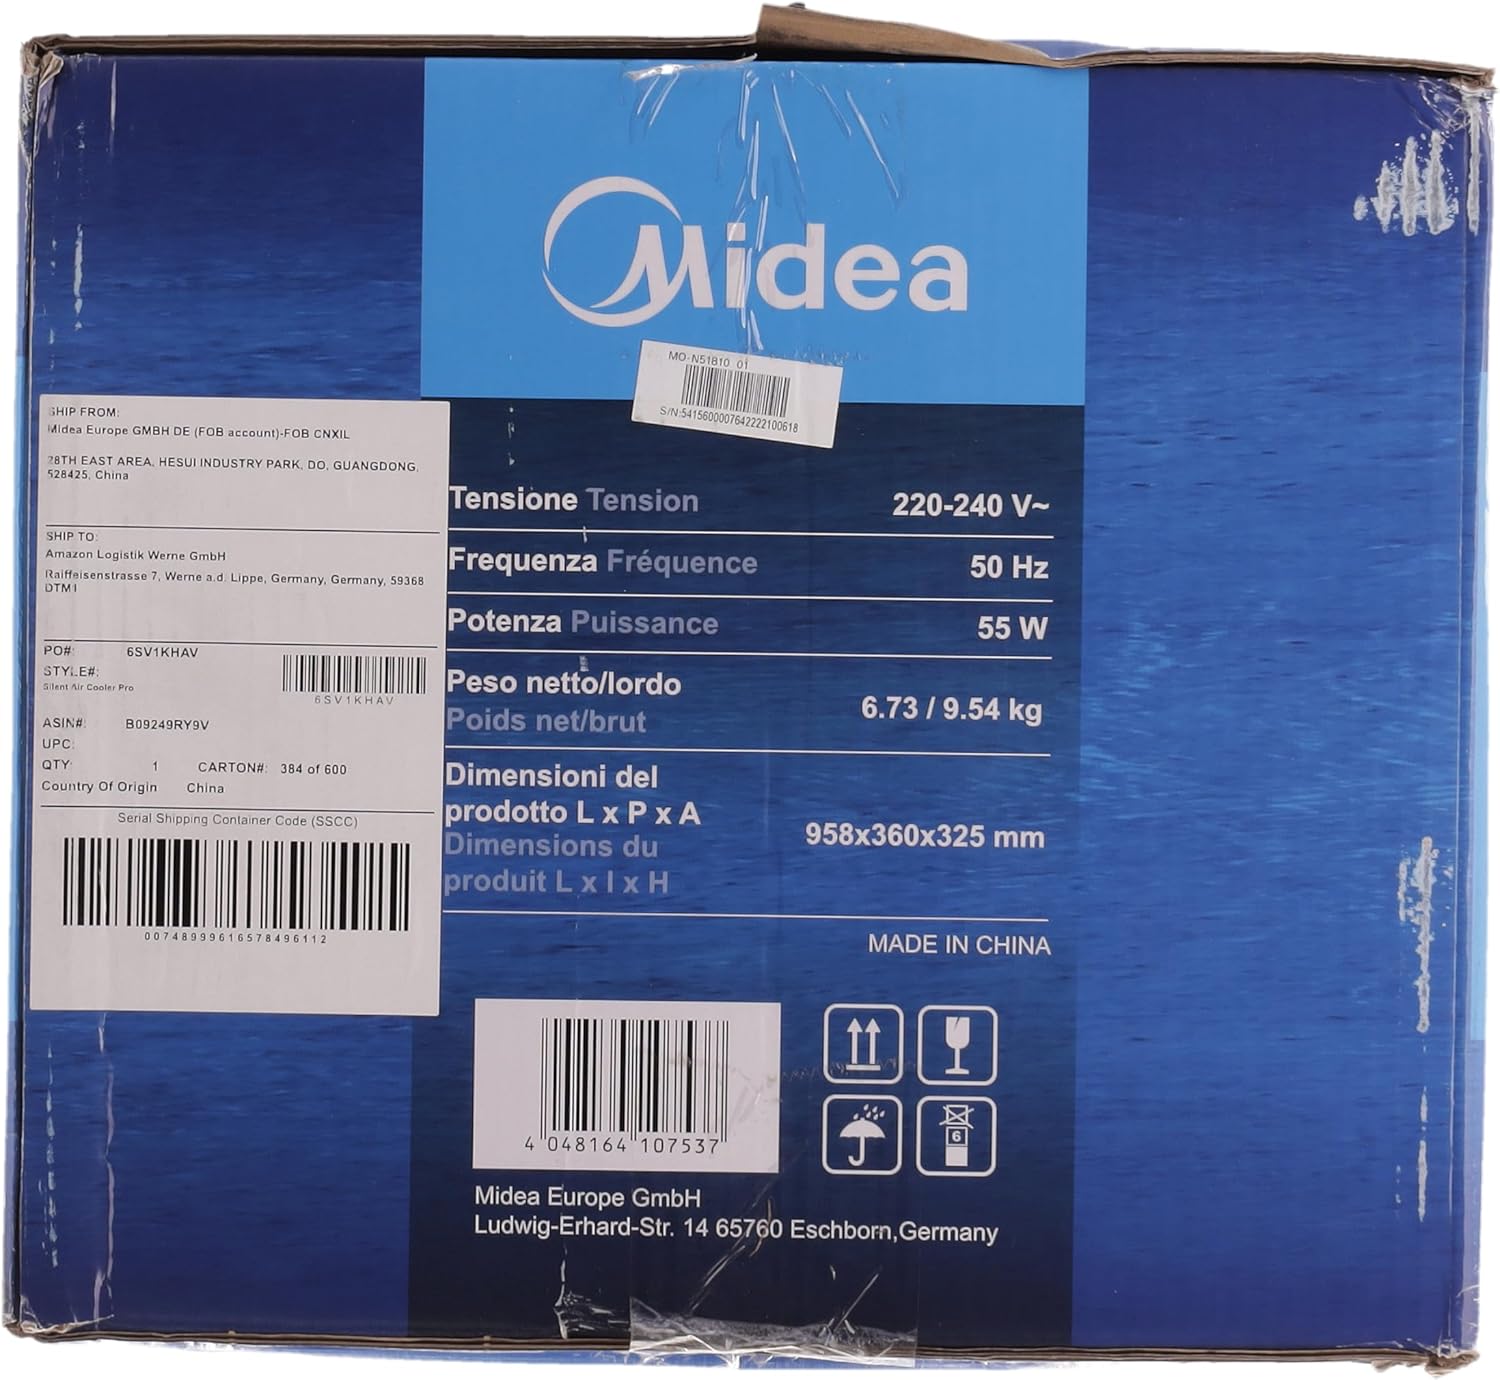 Midea
MO-N51810 01
S/N:5415600007642222100618
SHIP FROM:
Midea Europe GMBH DE (FOB account)-FOB CNXIL
28TH EAST AREA, HESUI INDUSTRY PARK, DO, GUANGDONG,
528425, China
SHIP TO:
Amazon Logistik Werne GmbH
Raiffeisenstrasse 7, Werne a.d. Lippe, Germany, Germany, 59368
DTM1
PO#: 6SV1KHAV
STYLE#:
Silent Air Cooler Pro
6SV1KHAV
ASIN#: B09249RY9V
UPC:
QTY: 1 CARTON#: 384 of 600
Country Of Origin China
Serial Shipping Container Code (SSCC)
00748999616578496112
Tensione Tension 220-240 V~
Frequenza Fréquence 50 Hz
Potenza Puissance 55 W
Peso netto/lordo
Poids net/brut
6.73 / 9.54 kg
Dimensioni del
prodotto L x P x A
Dimensions du
produit L x l x H
958x360x325 mm
MADE IN CHINA
4 048164 107537
6
Midea Europe GmbH
Ludwig-Erhard-Str. 14 65760 Eschborn,Germany